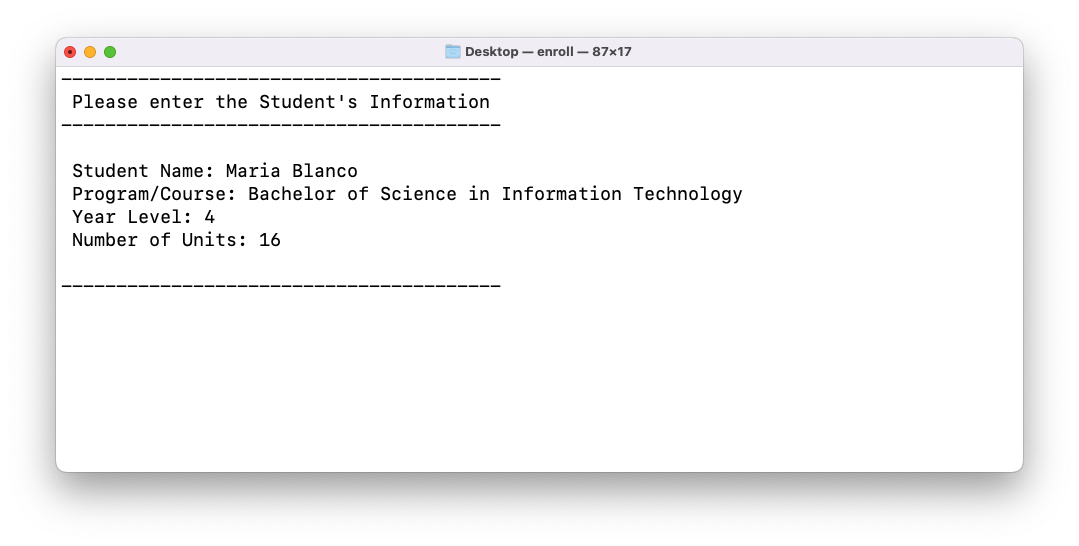 Desktop — enroll — 87×17
----------------------------------------
Please enter the Student's Information
----------------------------------------
Student Name: Maria Blanco
Program/Course: Bachelor of Science in Information Technology
Year Level: 4
Number of Units: 16
----------------------------------------